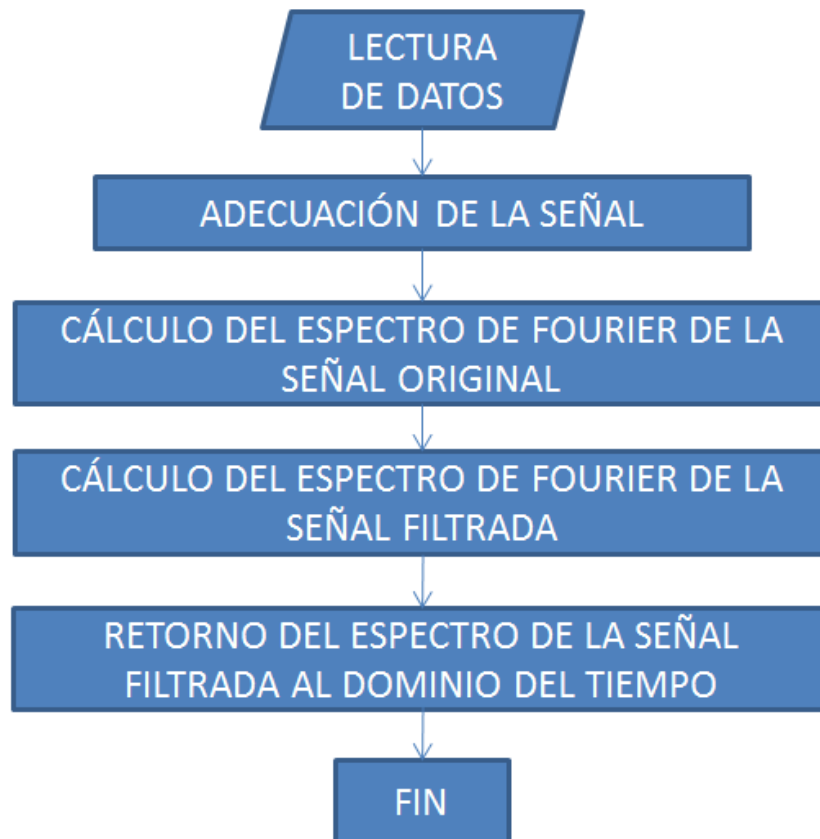 LECTURA
DE DATOS
ADECUACIÓN DE LA SEÑAL
CÁLCULO DEL ESPECTRO DE FOURIER DE LA
SEÑAL ORIGINAL
CÁLCULO DEL ESPECTRO DE FOURIER DE LA
SEÑAL FILTRADA
RETORNO DEL ESPECTRO DE LA SEÑAL
FILTRADA AL DOMINIO DEL TIEMPO
FIN